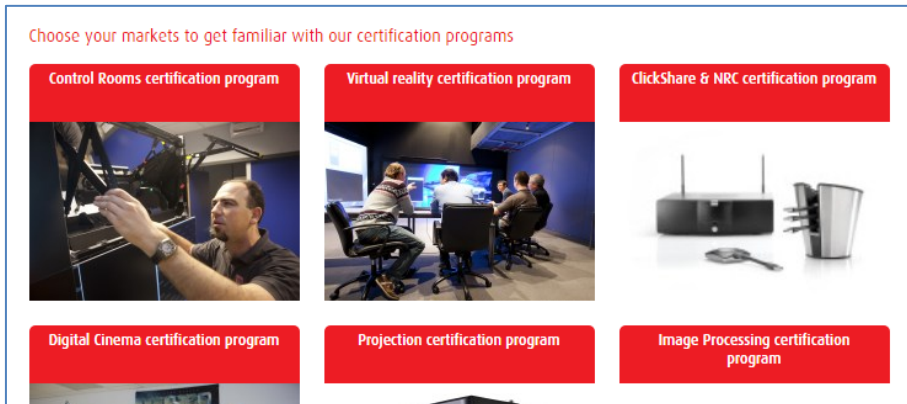 Choose your markets to get familiar with our certification programs
Control Rooms certification program
Virtual reality certification program
ClickShare & NRC certification program
Digital Cinema certification program
Projection certification program
Image Processing certification
program